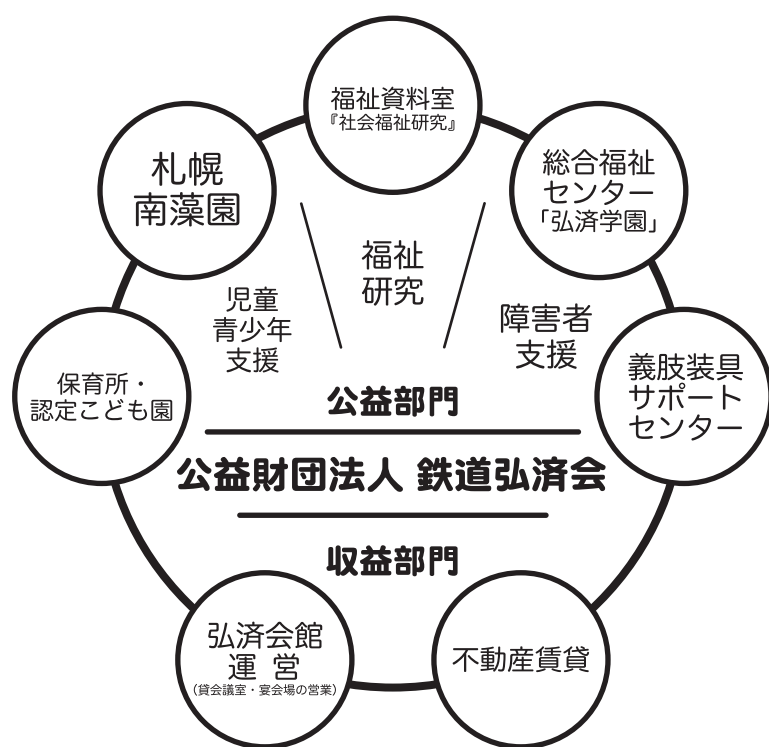 福祉資料室
『社会福祉研究』
札幌
南藻園
総合福祉
センター
「弘済学園」
福祉
研究
児童
青少年
支援
障害者
支援
保育所・
認定こども園
義肢装具
サポート
センター
公益部門
公益財団法人 鉄道弘済会
収益部門
弘済会館
運 営
(貸会議室・宴会場の営業)
不動産賃貸